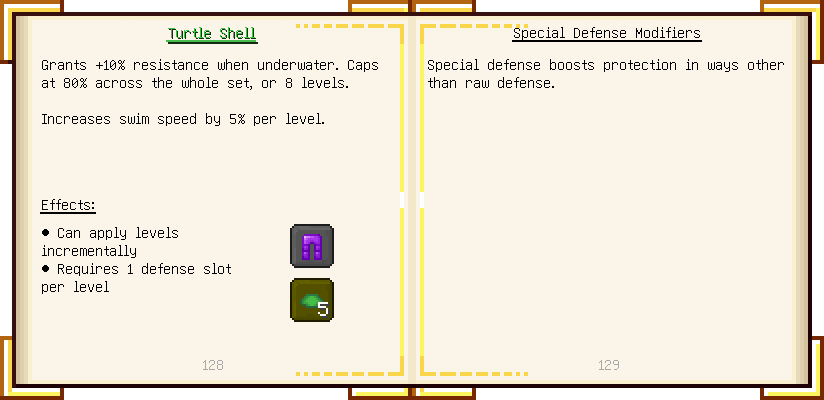 Turtle Shell
Grants +10% resistance when underwater. Caps
at 80% across the whole set, or 8 levels.
Increases swim speed by 5% per level.
Effects:
• Can apply levels
incrementally
• Requires 1 defense slot
per level
5
128
Special Defense Modifiers
Special defense boosts protection in ways other
than raw defense.
129